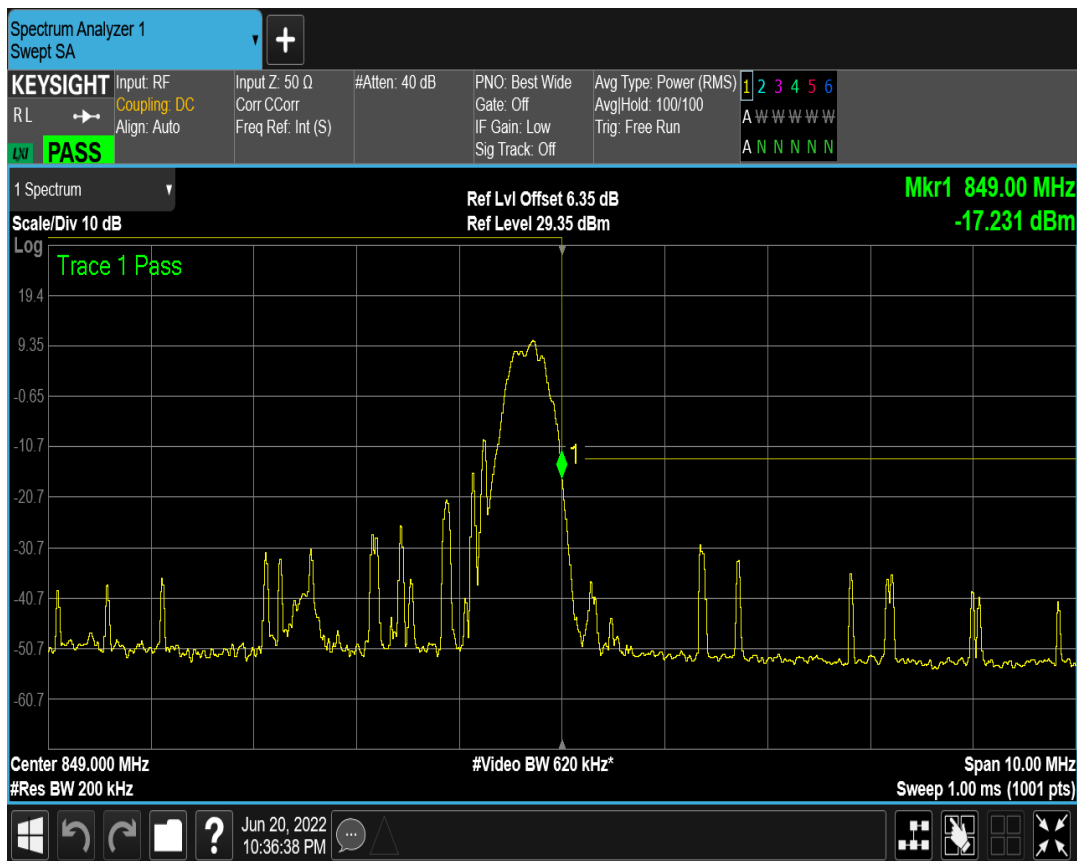 Spectrum Analyzer 1
Swept SA
+
KEYSIGHT
RL
LXI PASS
Input: RF
Coupling: DC
Align: Auto
Input Z: 50 Ω
Corr CCorr
Freq Ref: Int (S)
#Atten: 40 dB
PNO: Best Wide
Gate: Off
IF Gain: Low
Sig Track: Off
Avg Type: Power (RMS)
Avg|Hold: 100/100
Trig: Free Run
1 2 3 4 5 6
A W W W W W
A N N N N N
1 Spectrum
Scale/Div 10 dB
Ref Lvl Offset 6.35 dB
Ref Level 29.35 dBm
Mkr1 849.00 MHz
-17.231 dBm
Log
Trace 1 Pass
19.4
9.35
-0.65
-10.7
1
-20.7
-30.7
-40.7
-50.7
-60.7
Center 849.000 MHz
#Res BW 200 kHz
#Video BW 620 kHz*
Span 10.00 MHz
Sweep 1.00 ms (1001 pts)
?
Jun 20, 2022
10:36:38 PM